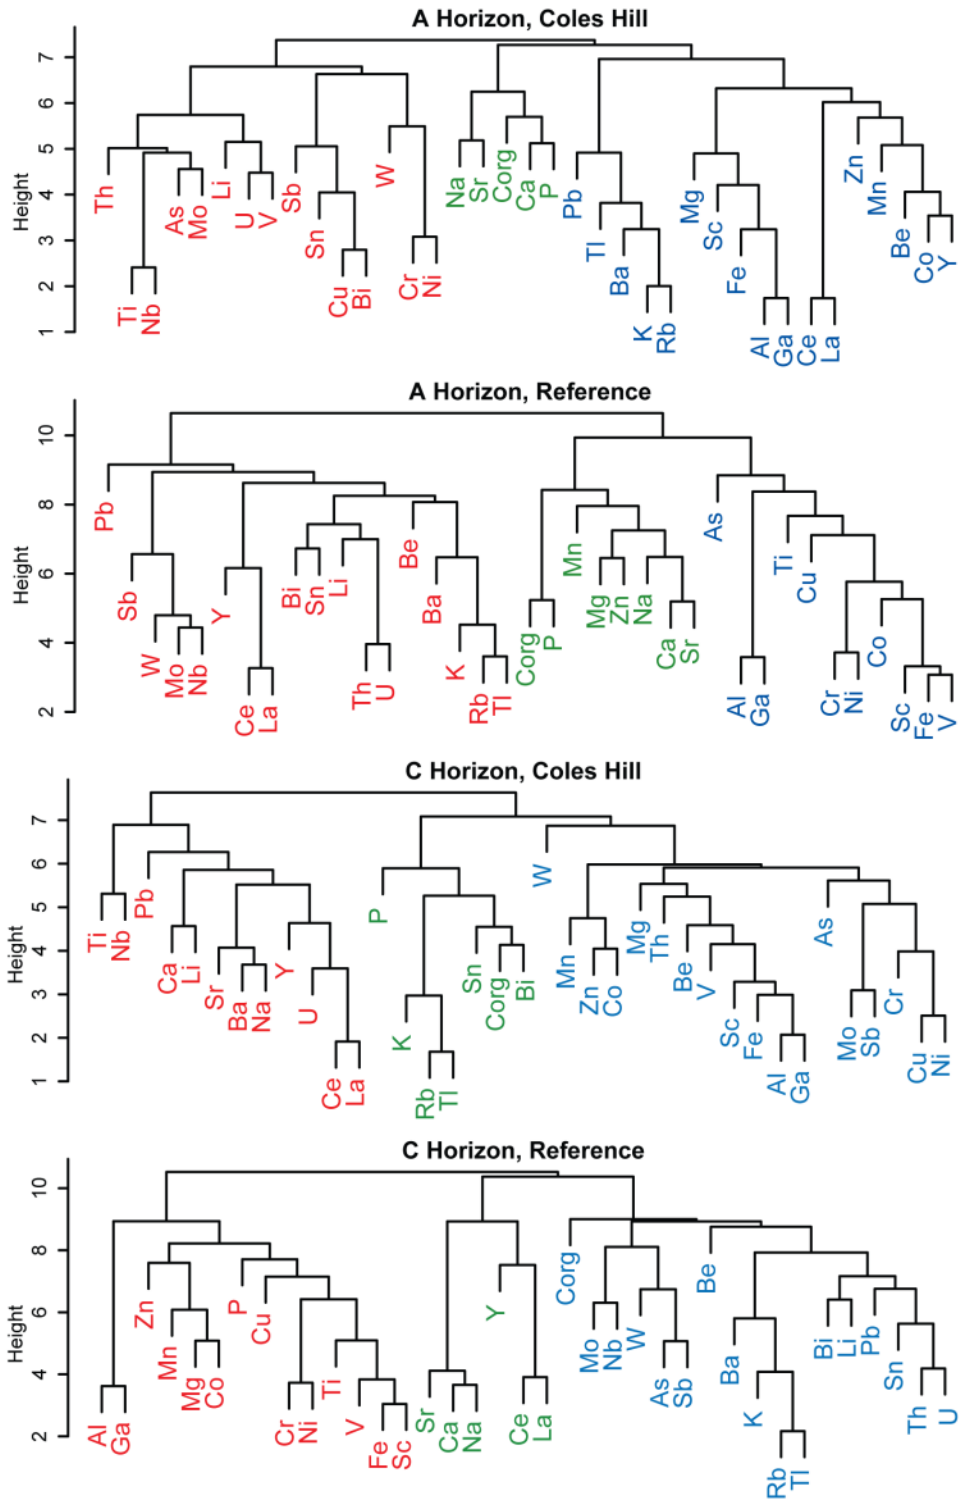 A Horizon, Coles Hill
Height
7
6
5
4
3
2
1
Th
Ti
Nb
As
Mo
Li
U
V
Sb
Sn
Cu
Bi
W
Cr
Ni
Na
Sr
Corg
Ca
P
Pb
Tl
Ba
K
Rb
Mg
Sc
Fe
Al
Ga
Ce
La
Zn
Mn
Be
Co
Y
A Horizon, Reference
Height
10
8
6
4
2
Pb
Sb
W
Mo
Nb
Y
Ce
La
Bi
Sn
Li
Th
U
Be
Ba
K
Rb
Tl
Corg
P
Mn
Mg
Zn
Na
Ca
Sr
As
Al
Ga
Ti
Cu
Cr
Ni
Co
Sc
Fe
V
C Horizon, Coles Hill
Height
7
6
5
4
3
2
1
Ti
Nb
Pb
Ca
Li
Sr
Ba
Na
Y
U
Ce
La
P
K
Rb
Tl
Sn
Corg
Bi
W
Mn
Zn
Co
Mg
Th
Be
V
Sc
Fe
Al
Ga
As
Mo
Sb
Cr
Cu
Ni
C Horizon, Reference
Height
10
8
6
4
2
Al
Ga
Zn
Mn
Mg
Co
P
Cu
Cr
Ni
Ti
V
Fe
Sc
Sr
Ca
Na
Y
Ce
La
Corg
Mo
Nb
W
As
Sb
Be
Ba
K
Rb
Tl
Bi
Li
Pb
Sn
Th
U